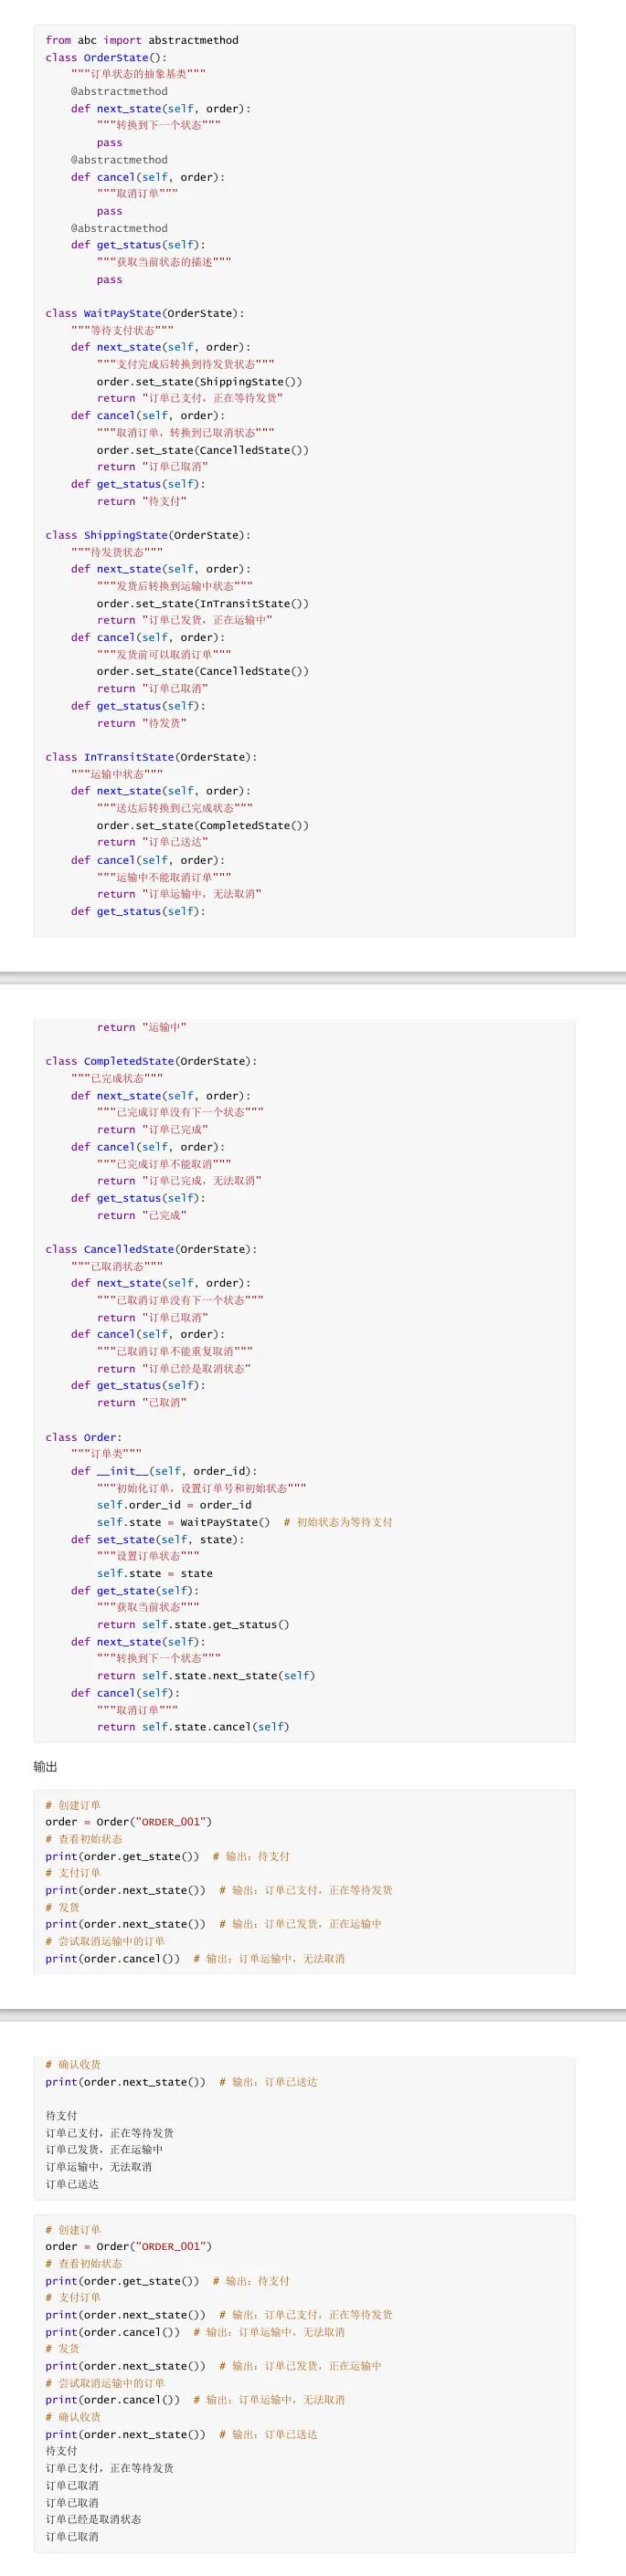 from abc import abstractmethod
class OrderState():
    """订单状态的抽象基类"""
    @abstractmethod
    def next_state(self, order):
        """转换到下一个状态"""
        pass
    @abstractmethod
    def cancel(self, order):
        """取消订单"""
        pass
    @abstractmethod
    def get_status(self):
        """获取当前状态的描述"""
        pass

class WaitPayState(OrderState):
    """等待支付状态"""
    def next_state(self, order):
        """支付完成后转换到待发货状态"""
        order.set_state(ShippingState())
        return "订单已支付，正在等待发货"
    def cancel(self, order):
        """取消订单，转换到已取消状态"""
        order.set_state(CancelledState())
        return "订单已取消"
    def get_status(self):
        return "待支付"

class ShippingState(OrderState):
    """待发货状态"""
    def next_state(self, order):
        """发货后转换到运输中状态"""
        order.set_state(InTransitState())
        return "订单已发货，正在运输中"
    def cancel(self, order):
        """发货前可以取消订单"""
        order.set_state(CancelledState())
        return "订单已取消"
    def get_status(self):
        return "待发货"

class InTransitState(OrderState):
    """运输中状态"""
    def next_state(self, order):
        """送达后转换到已完成状态"""
        order.set_state(CompletedState())
        return "订单已送达"
    def cancel(self, order):
        """运输中不能取消订单"""
        return "订单运输中，无法取消"
    def get_status(self):
        return "运输中"

class CompletedState(OrderState):
    """已完成状态"""
    def next_state(self, order):
        """已完成订单没有下一个状态"""
        return "订单已完成"
    def cancel(self, order):
        """已完成订单不能取消"""
        return "订单已完成，无法取消"
    def get_status(self):
        return "已完成"

class CancelledState(OrderState):
    """已取消状态"""
    def next_state(self, order):
        """已取消订单没有下一个状态"""
        return "订单已取消"
    def cancel(self, order):
        """已取消订单不能重复取消"""
        return "订单已经是取消状态"
    def get_status(self):
        return "已取消"

class Order:
    """订单类"""
    def __init__(self, order_id):
        """初始化订单，设置订单号和初始状态"""
        self.order_id = order_id
        self.state = WaitPayState()  # 初始状态为等待支付
    def set_state(self, state):
        """设置订单状态"""
        self.state = state
    def get_state(self):
        """获取当前状态"""
        return self.state.get_status()
    def next_state(self):
        """转换到下一个状态"""
        return self.state.next_state(self)
    def cancel(self):
        """取消订单"""
        return self.state.cancel(self)
输出
# 创建订单
order = Order("ORDER_001")
# 查看初始状态
print(order.get_state())  # 输出：待支付
# 支付订单
print(order.next_state())  # 输出：订单已支付，正在等待发货
# 发货
print(order.next_state())  # 输出：订单已发货，正在运输中
# 尝试取消运输中的订单
print(order.cancel())  # 输出：订单运输中，无法取消
# 确认收货
print(order.next_state())  # 输出：订单已送达

待支付
订单已支付，正在等待发货
订单已发货，正在运输中
订单运输中，无法取消
订单已送达
# 创建订单
order = Order("ORDER_001")
# 查看初始状态
print(order.get_state())  # 输出：待支付
# 支付订单
print(order.next_state())  # 输出：订单已支付，正在等待发货
print(order.cancel())  # 输出：订单运输中，无法取消
# 发货
print(order.next_state())  # 输出：订单已发货，正在运输中
# 尝试取消运输中的订单
print(order.cancel())  # 输出：订单运输中，无法取消
# 确认收货
print(order.next_state())  # 输出：订单已送达
待支付
订单已支付，正在等待发货
订单已取消
订单已取消
订单已经是取消状态
订单已取消